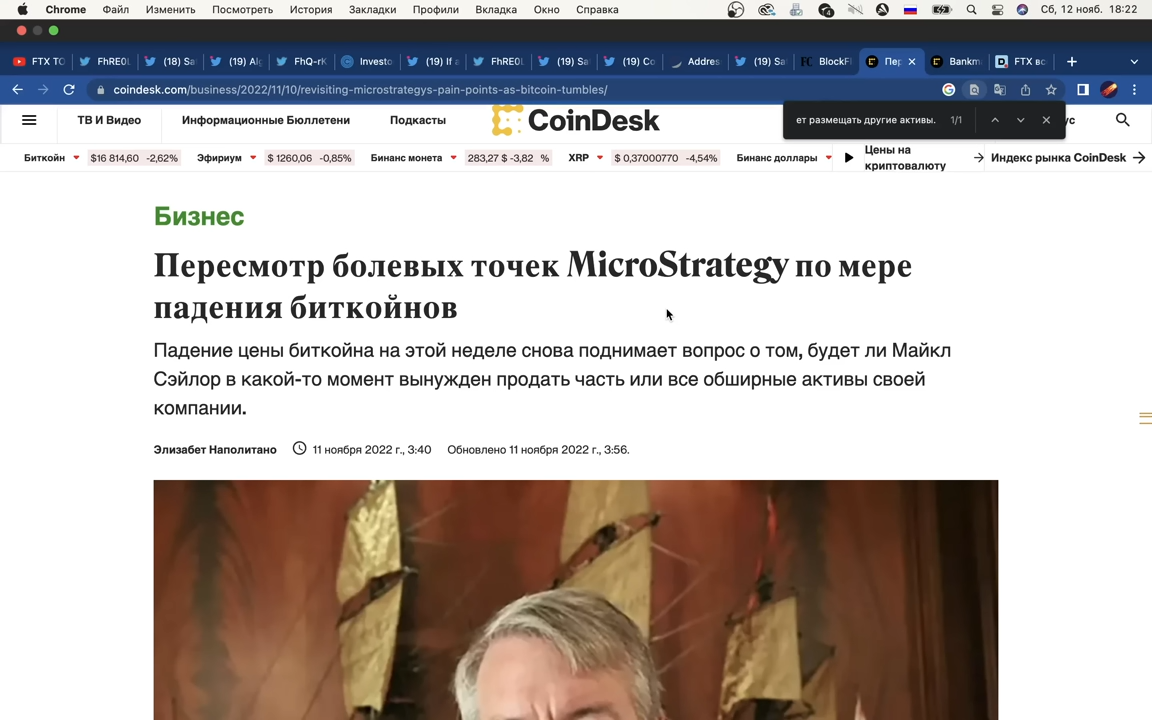 Chrome Файл Изменить Посмотреть История Закладки Профили Вкладка Окно Справка Сб, 12 нояб. 18:22
FTX TO FhRE0L (18) Sa (19) Alg FhQ-rK Investo (19) If a FhRE0L (19) Sa (19) Co Addres (19) Sa BlockFi Пер Bankm FTX вс
coindesk.com/business/2022/11/10/revisiting-microstrategys-pain-points-as-bitcoin-tumbles/
ет размещать другие активы. 1/1
ТВ И Видео Информационные Бюллетени Подкасты CoinDesk ус
Биткойн $16 814,60 -2,62% Эфириум $ 1260,06 -0,85% Бинанс монета 283,27 $ -3,82 % XRP $ 0,37000770 -4,54% Бинанс доллары Цены на криптовалюту Индекс рынка CoinDesk
Бизнес
Пересмотр болевых точек MicroStrategy по мере
падения биткойнов
Падение цены биткойна на этой неделе снова поднимает вопрос о том, будет ли Майкл
Сэйлор в какой-то момент вынужден продать часть или все обширные активы своей
компании.
Элизабет Наполитано 11 ноября 2022 г., 3:40 Обновлено 11 ноября 2022 г., 3:56.